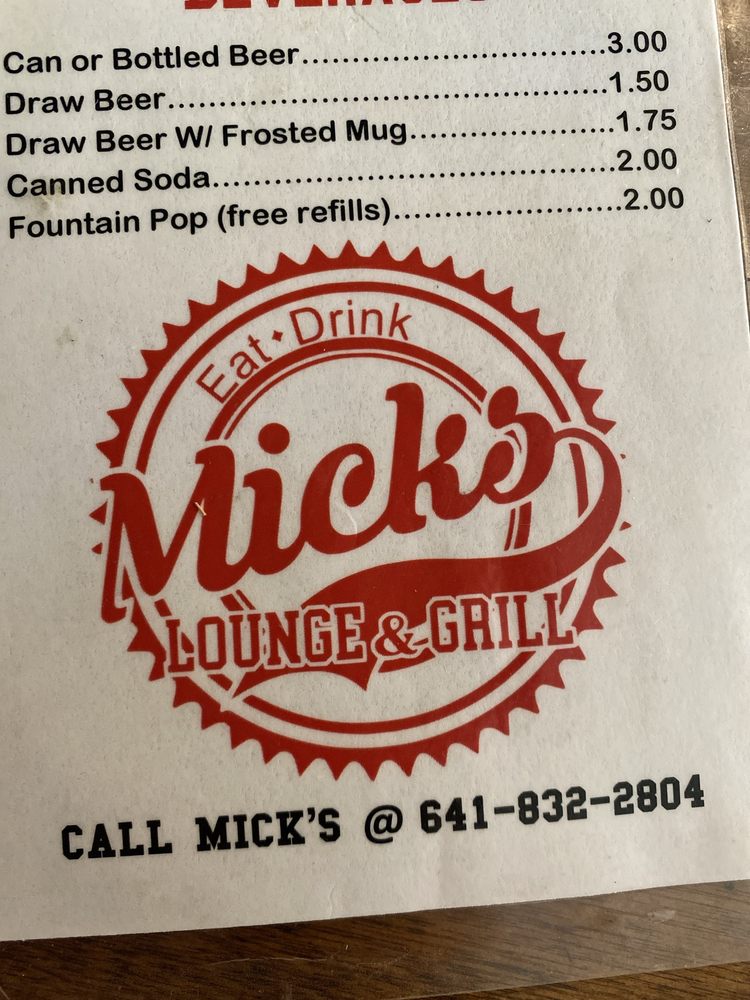 BEVERAGES
Can or Bottled Beer....................................3.00
Draw Beer....................................................1.50
Draw Beer W/ Frosted Mug........................1.75
Canned Soda...............................................2.00
Fountain Pop (free refills)...........................2.00
Eat • Drink
Mick's
LOUNGE & GRILL
CALL MICK'S @ 641-832-2804